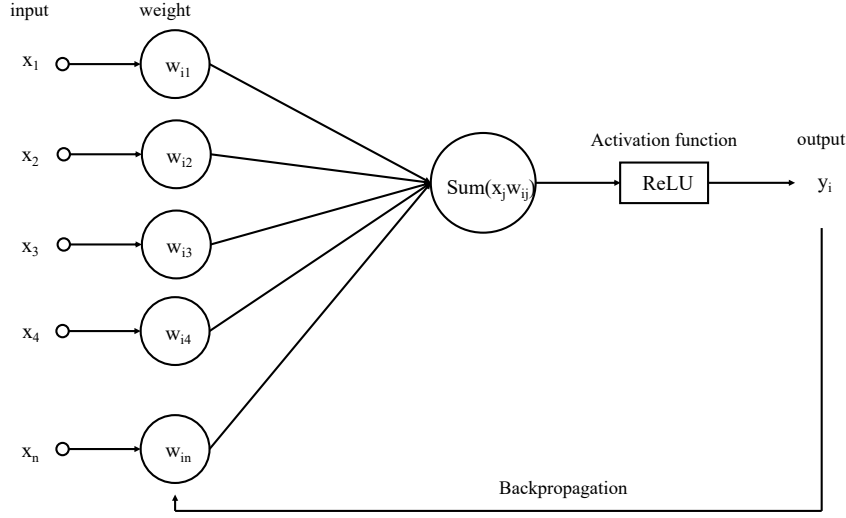 input weight
x1 wi1
x2 wi2
x3 wi3
x4 wi4
xn win
Sum(xjwij)
Activation function
ReLU
output
yi
Backpropagation